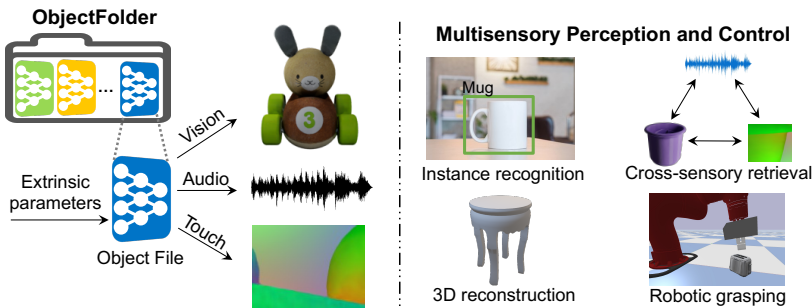 ObjectFolder
...
Vision
3
Extrinsic
parameters
Audio
Touch
Object File
Multisensory Perception and Control
Mug
Instance recognition
Cross-sensory retrieval
3D reconstruction
Robotic grasping